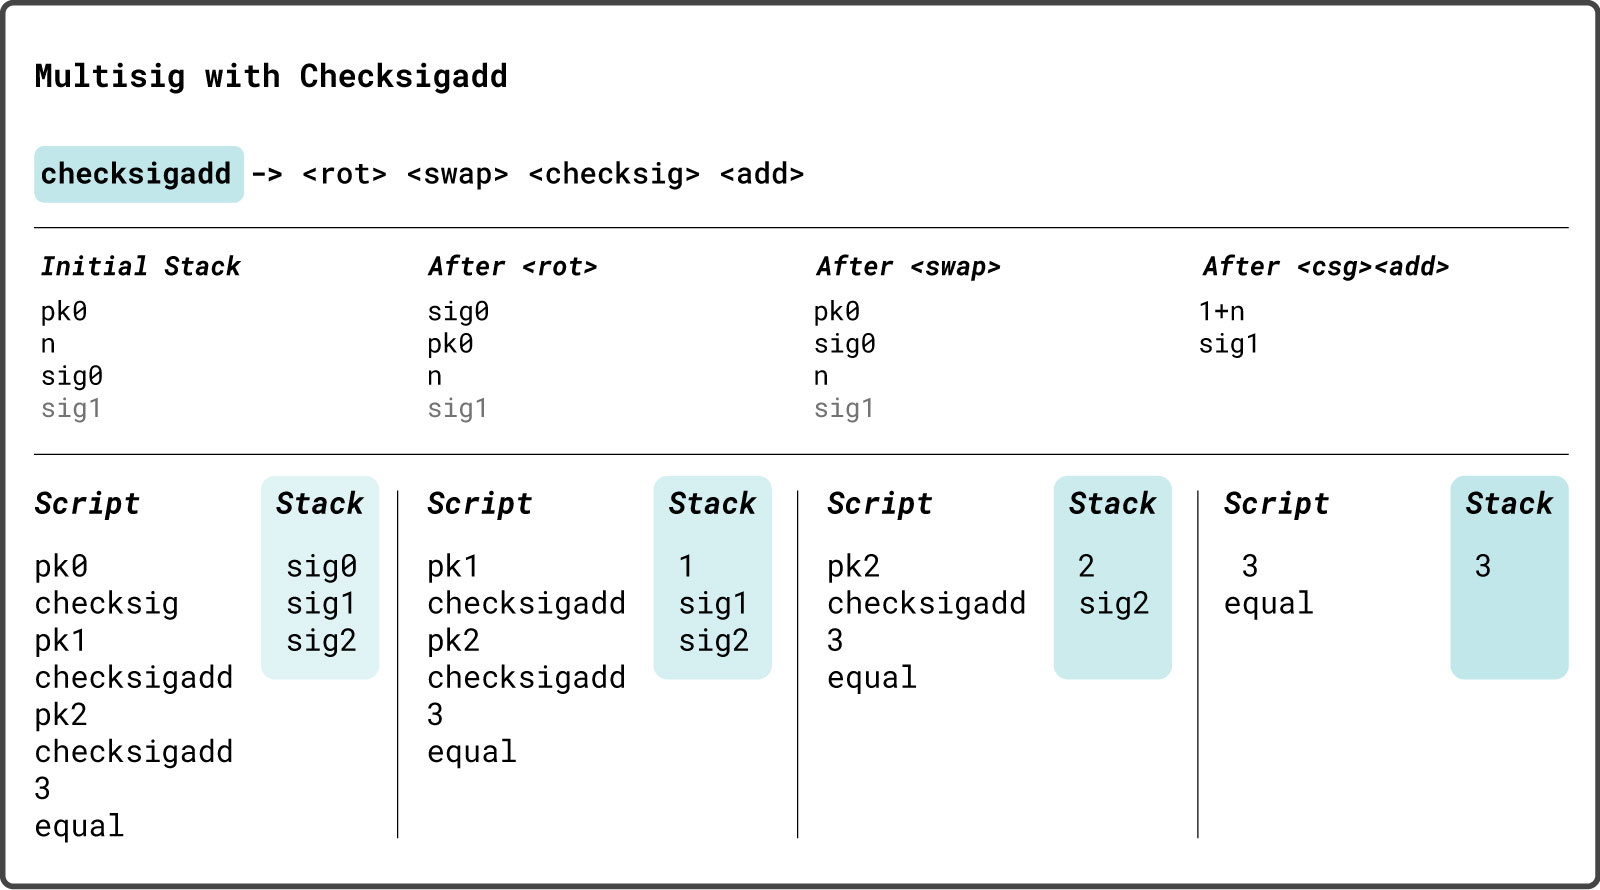 Multisig with Checksigadd
checksigadd -> <rot> <swap> <checksig> <add>
Initial Stack
pk0
n
sig0
sig1
After <rot>
sig0
pk0
n
sig1
After <swap>
pk0
sig0
n
sig1
After <csg><add>
1+n
sig1
Script
pk0
checksig
pk1
checksigadd
pk2
checksigadd
3
equal
Stack
sig0
sig1
sig2
Script
pk1
checksigadd
pk2
checksigadd
3
equal
Stack
1
sig1
sig2
Script
pk2
checksigadd
3
equal
Stack
2
sig2
Script
3
equal
Stack
3